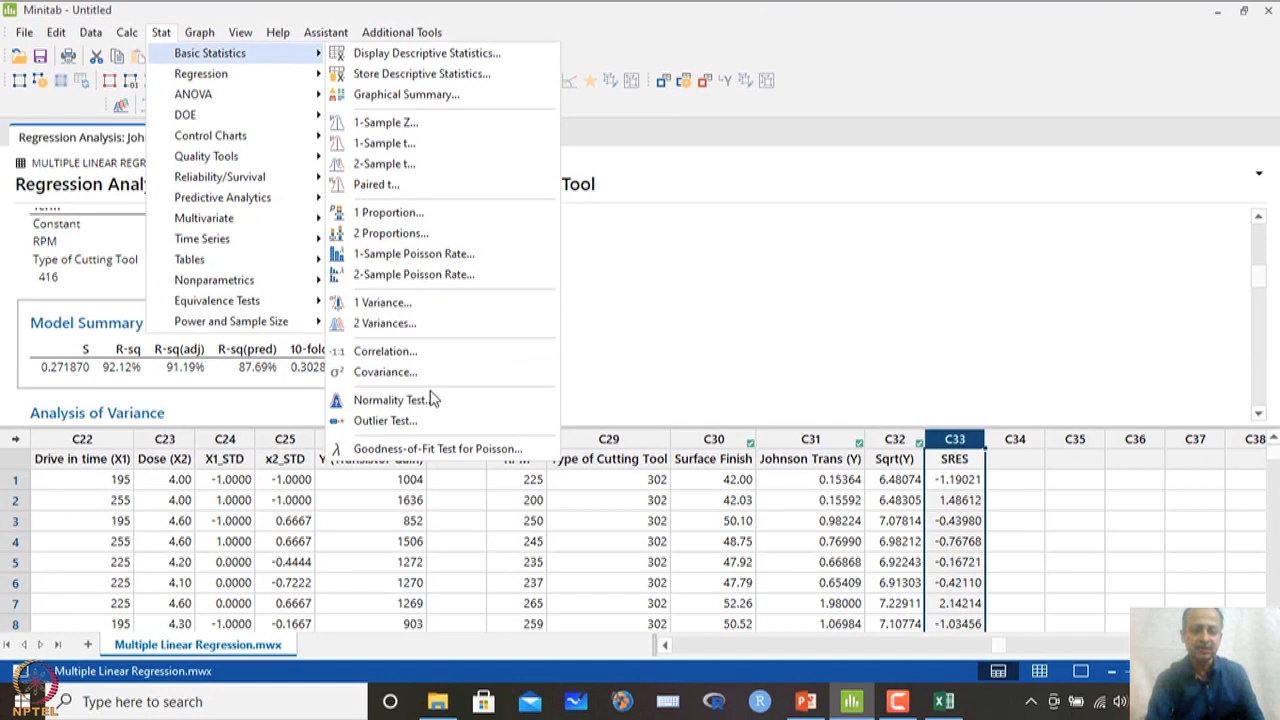 Minitab - Untitled
File Edit Data Calc Stat Graph View Help Assistant Additional Tools
Basic Statistics
Regression
ANOVA
DOE
Control Charts
Quality Tools
Reliability/Survival
Predictive Analytics
Multivariate
Time Series
Tables
Nonparametrics
Equivalence Tests
Power and Sample Size
Display Descriptive Statistics...
Store Descriptive Statistics...
Graphical Summary...
1-Sample Z...
1-Sample t...
2-Sample t...
Paired t...
1 Proportion...
2 Proportions...
1-Sample Poisson Rate...
2-Sample Poisson Rate...
1 Variance...
2 Variances...
Correlation...
Covariance...
Normality Test...
Outlier Test...
Goodness-of-Fit Test for Poisson...
Regression Analysis: Joh
MULTIPLE LINEAR REGR
Regression Anal Tool
Term
Constant
RPM
Type of Cutting Tool
416
Model Summary
S R-sq R-sq(adj) R-sq(pred) 10-fol
0.271870 92.12% 91.19% 87.69% 0.3028
Analysis of Variance
C22 C23 C24 C25 C29 C30 C31 C32 C33 C34 C35 C36 C37 C38
Drive in time (X1) Dose (X2) X1_STD x2_STD Y (Transistor Gain) RPM Type of Cutting Tool Surface Finish Johnson Trans (Y) Sqrt(Y) SRES
1 195 4.00 -1.0000 -1.0000 1004 225 302 42.00 0.15364 6.48074 -1.19021
2 255 4.00 1.0000 -1.0000 1636 200 302 42.03 0.15592 6.48305 1.48612
3 195 4.60 -1.0000 0.6667 852 250 302 50.10 0.98224 7.07814 -0.43980
4 255 4.60 1.0000 0.6667 1506 245 302 48.75 0.76990 6.98212 -0.76768
5 225 4.20 0.0000 -0.4444 1272 235 302 47.92 0.66868 6.92243 -0.16721
6 225 4.10 0.0000 -0.7222 1270 237 302 47.79 0.65409 6.91303 -0.42110
7 225 4.60 0.0000 0.6667 1269 265 302 52.26 1.98000 7.22911 2.14214
8 195 4.30 -1.0000 -0.1667 903 259 302 50.52 1.06984 7.10774 -1.03456
Multiple Linear Regression.mwx
Multiple Linear Regression.mwx
Type here to search
NPTEL